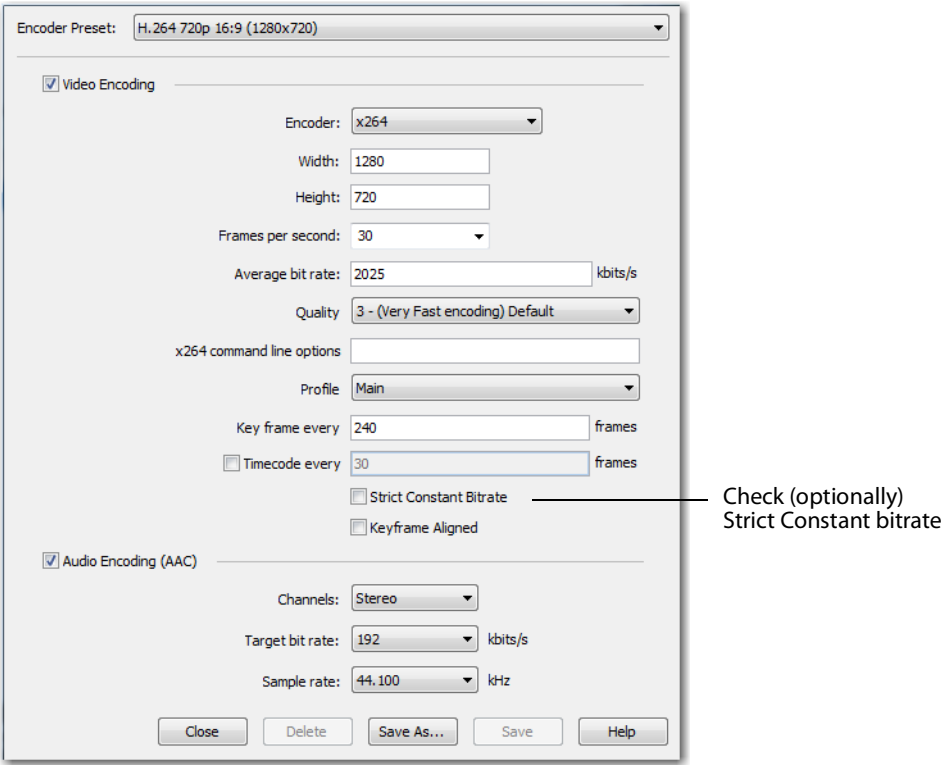 Encoder Preset: H.264 720p 16:9 (1280x720)
Video Encoding
Encoder: x264
Width: 1280
Height: 720
Frames per second: 30
Average bit rate: 2025 kbits/s
Quality 3 - (Very Fast encoding) Default
x264 command line options
Profile Main
Key frame every 240 frames
Timecode every 30 frames
Strict Constant Bitrate
Check (optionally)
Strict Constant bitrate
Keyframe Aligned
Audio Encoding (AAC)
Channels: Stereo
Target bit rate: 192 kbits/s
Sample rate: 44.100 kHz
Close Delete Save As... Save Help